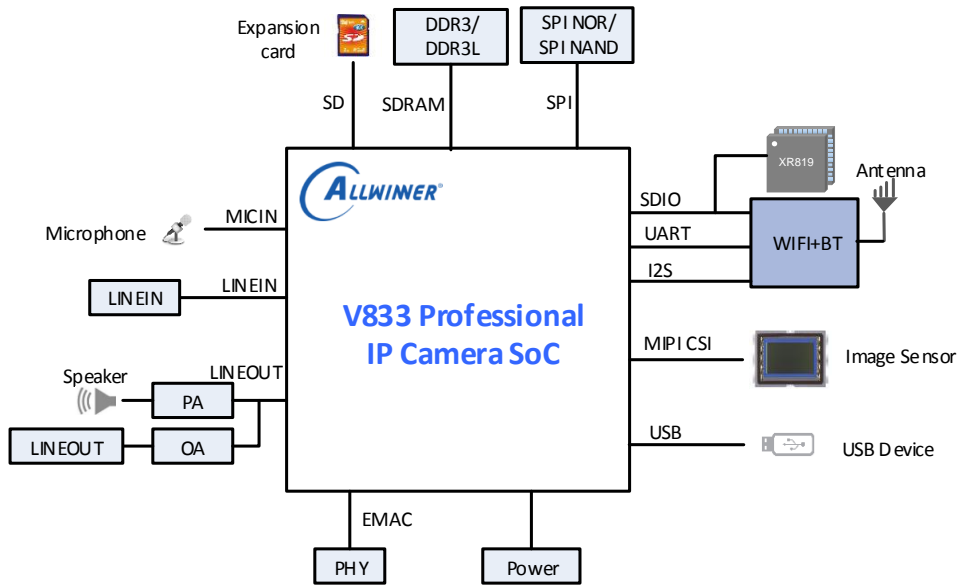 Expansion
card
DDR3/
DDR3L
SPI NOR/
SPI NAND
SD
SDRAM
SPI
ALLWINNER®
XR819
Antenna
SDIO
UART
I2S
WIFI+BT
MICIN
Microphone
LINEIN
LINEIN
V833 Professional
IP Camera SoC
MIPI CSI
Image Sensor
Speaker
LINEOUT
PA
LINEOUT
OA
USB
USB Device
EMAC
PHY
Power